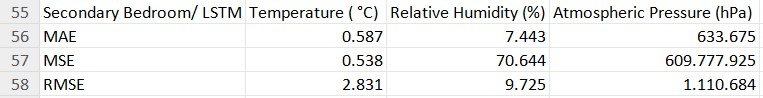 55 Secondary Bedroom/ LSTM Temperature ( °C) Relative Humidity (%) Atmospheric Pressure (hPa)
56 MAE 0.587 7.443 633.675
57 MSE 0.538 70.644 609.777.925
58 RMSE 2.831 9.725 1.110.684